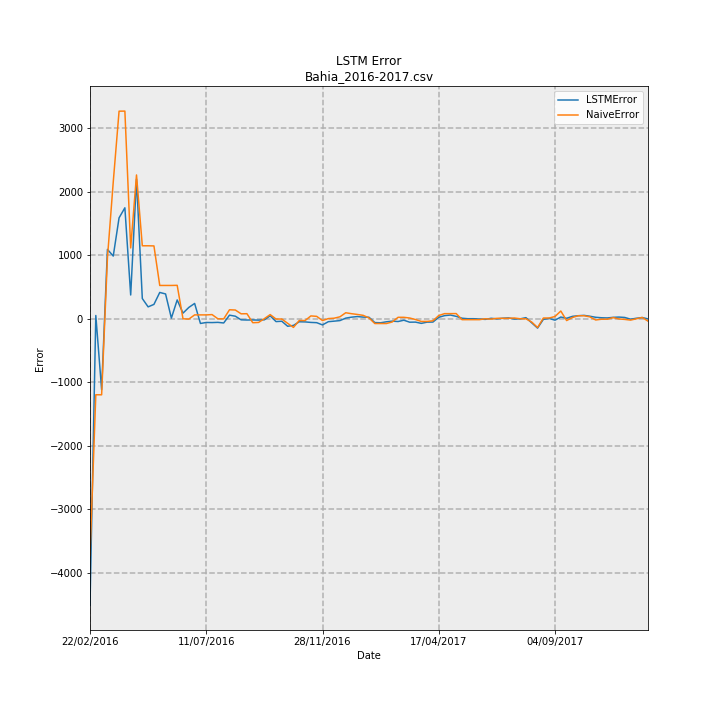 LSTM Error
Bahia_2016-2017.csv
LSTMError
NaiveError
3000
2000
1000
0
−1000
−2000
−3000
−4000
Error
22/02/2016
11/07/2016
28/11/2016
17/04/2017
04/09/2017
Date